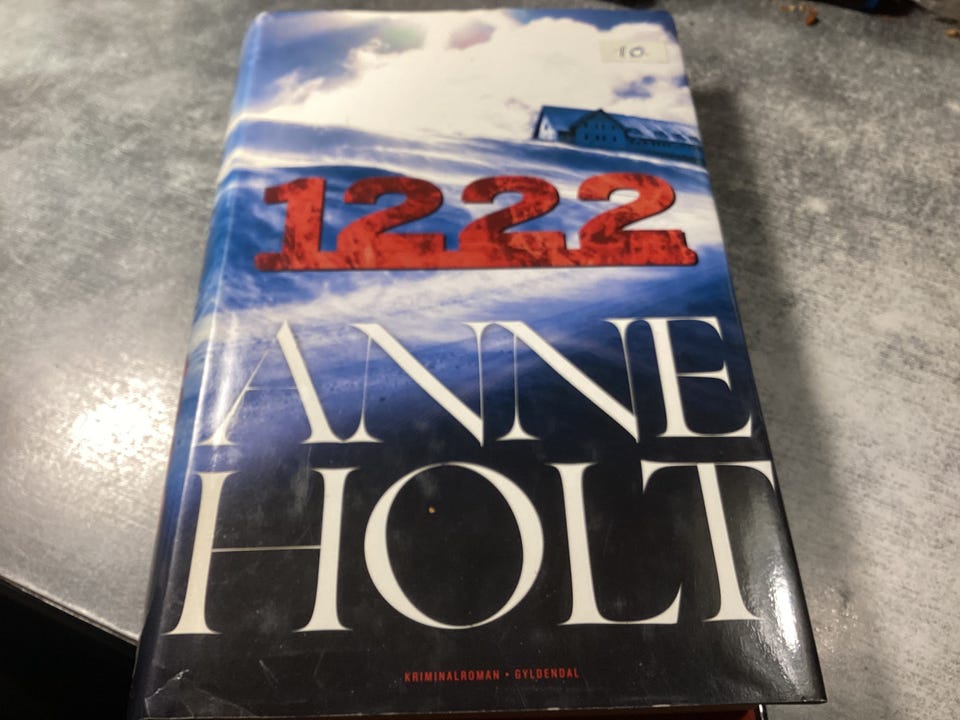 10.
1222
ANNE
HOLT
KRIMINALROMAN • GYLDENDAL